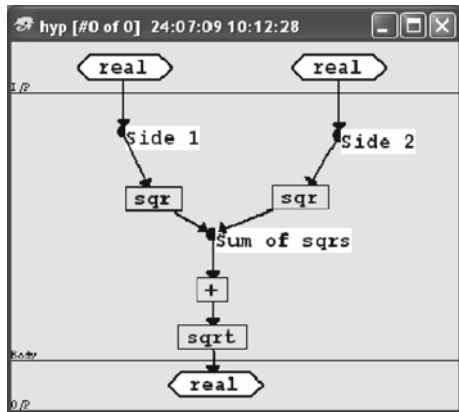 hyp [#0 of 0] 24:07:09 10:12:28
real real
I/P
Side 1 Side 2
sqr sqr
Sum of sqrs
+
sqrt
Body
real
O/P